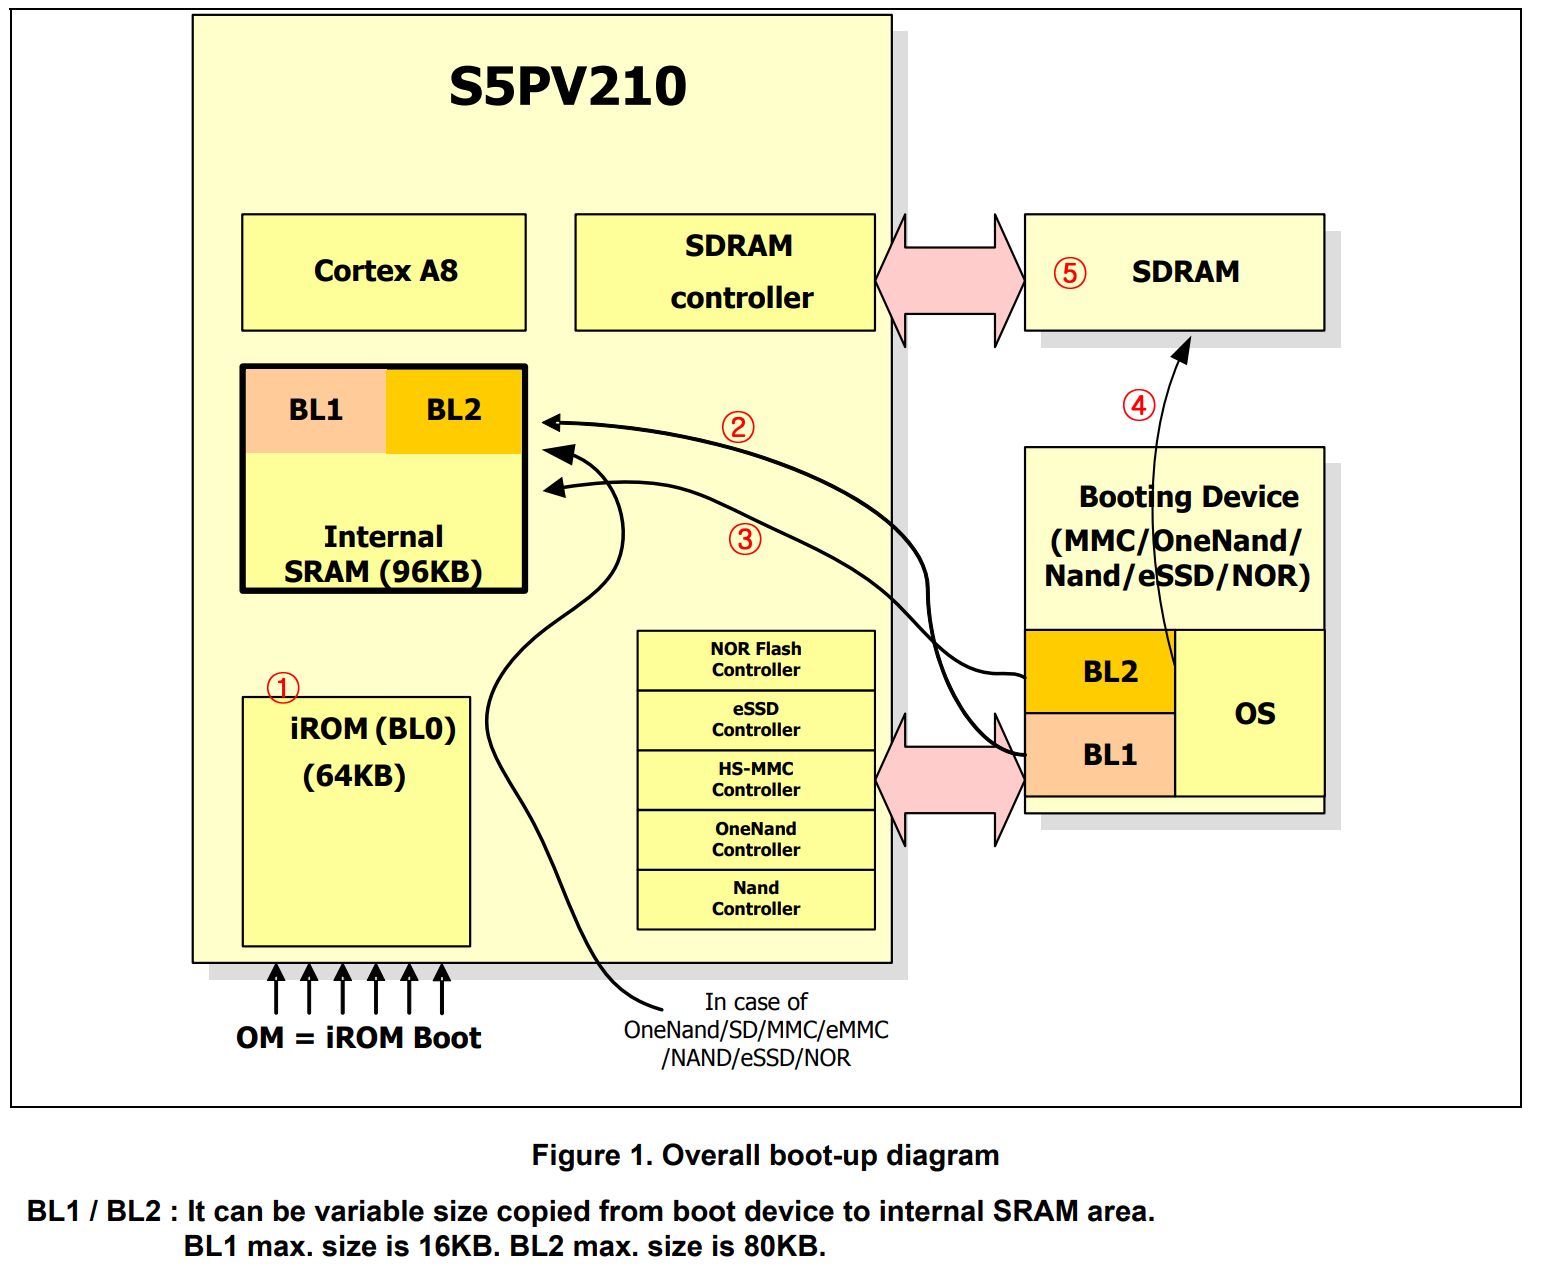 S5PV210
Cortex A8
SDRAM
controller
⑤ SDRAM
BL1 BL2
Internal
SRAM (96KB)
②
③
④
Booting Device
(MMC/OneNand/
Nand/eSSD/NOR)
BL2
BL1
OS
NOR Flash
Controller
eSSD
Controller
HS-MMC
Controller
OneNand
Controller
Nand
Controller
①
iROM (BL0)
(64KB)
OM = iROM Boot
In case of
OneNand/SD/MMC/eMMC
/NAND/eSSD/NOR
Figure 1. Overall boot-up diagram
BL1 / BL2 : It can be variable size copied from boot device to internal SRAM area.
BL1 max. size is 16KB. BL2 max. size is 80KB.